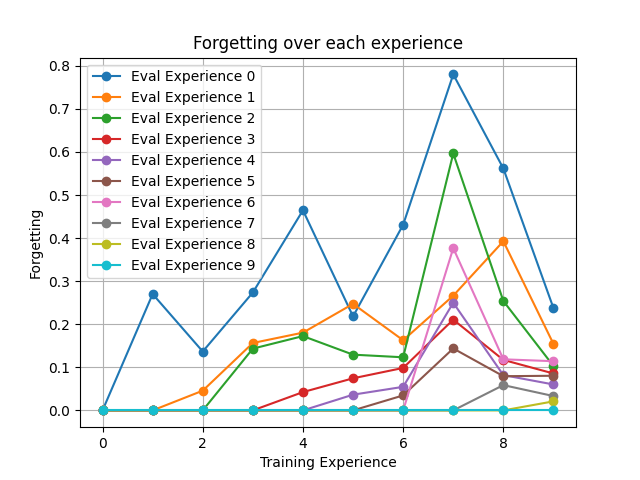 Forgetting over each experience
0.8
0.7
0.6
0.5
0.4
0.3
0.2
0.1
0.0
Forgetting
Eval Experience 0
Eval Experience 1
Eval Experience 2
Eval Experience 3
Eval Experience 4
Eval Experience 5
Eval Experience 6
Eval Experience 7
Eval Experience 8
Eval Experience 9
0 2 4 6 8
Training Experience